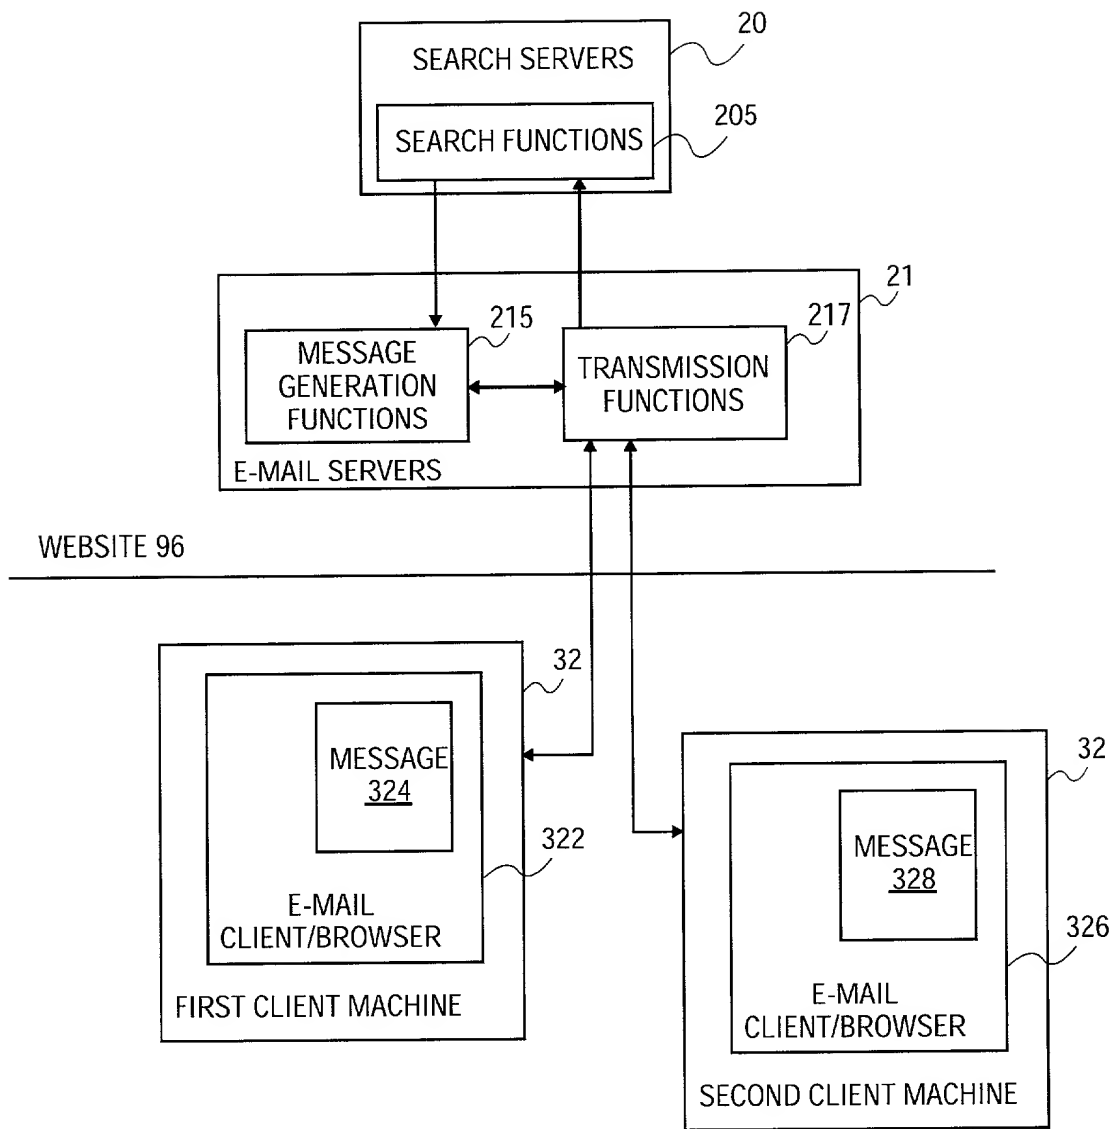 20
SEARCH SERVERS
205
SEARCH FUNCTIONS
21
215
217
MESSAGE
GENERATION
FUNCTIONS
TRANSMISSION
FUNCTIONS
E-MAIL SERVERS
WEBSITE 96
32
MESSAGE
324
322
E-MAIL
CLIENT/BROWSER
FIRST CLIENT MACHINE
32
MESSAGE
328
326
E-MAIL
CLIENT/BROWSER
SECOND CLIENT MACHINE